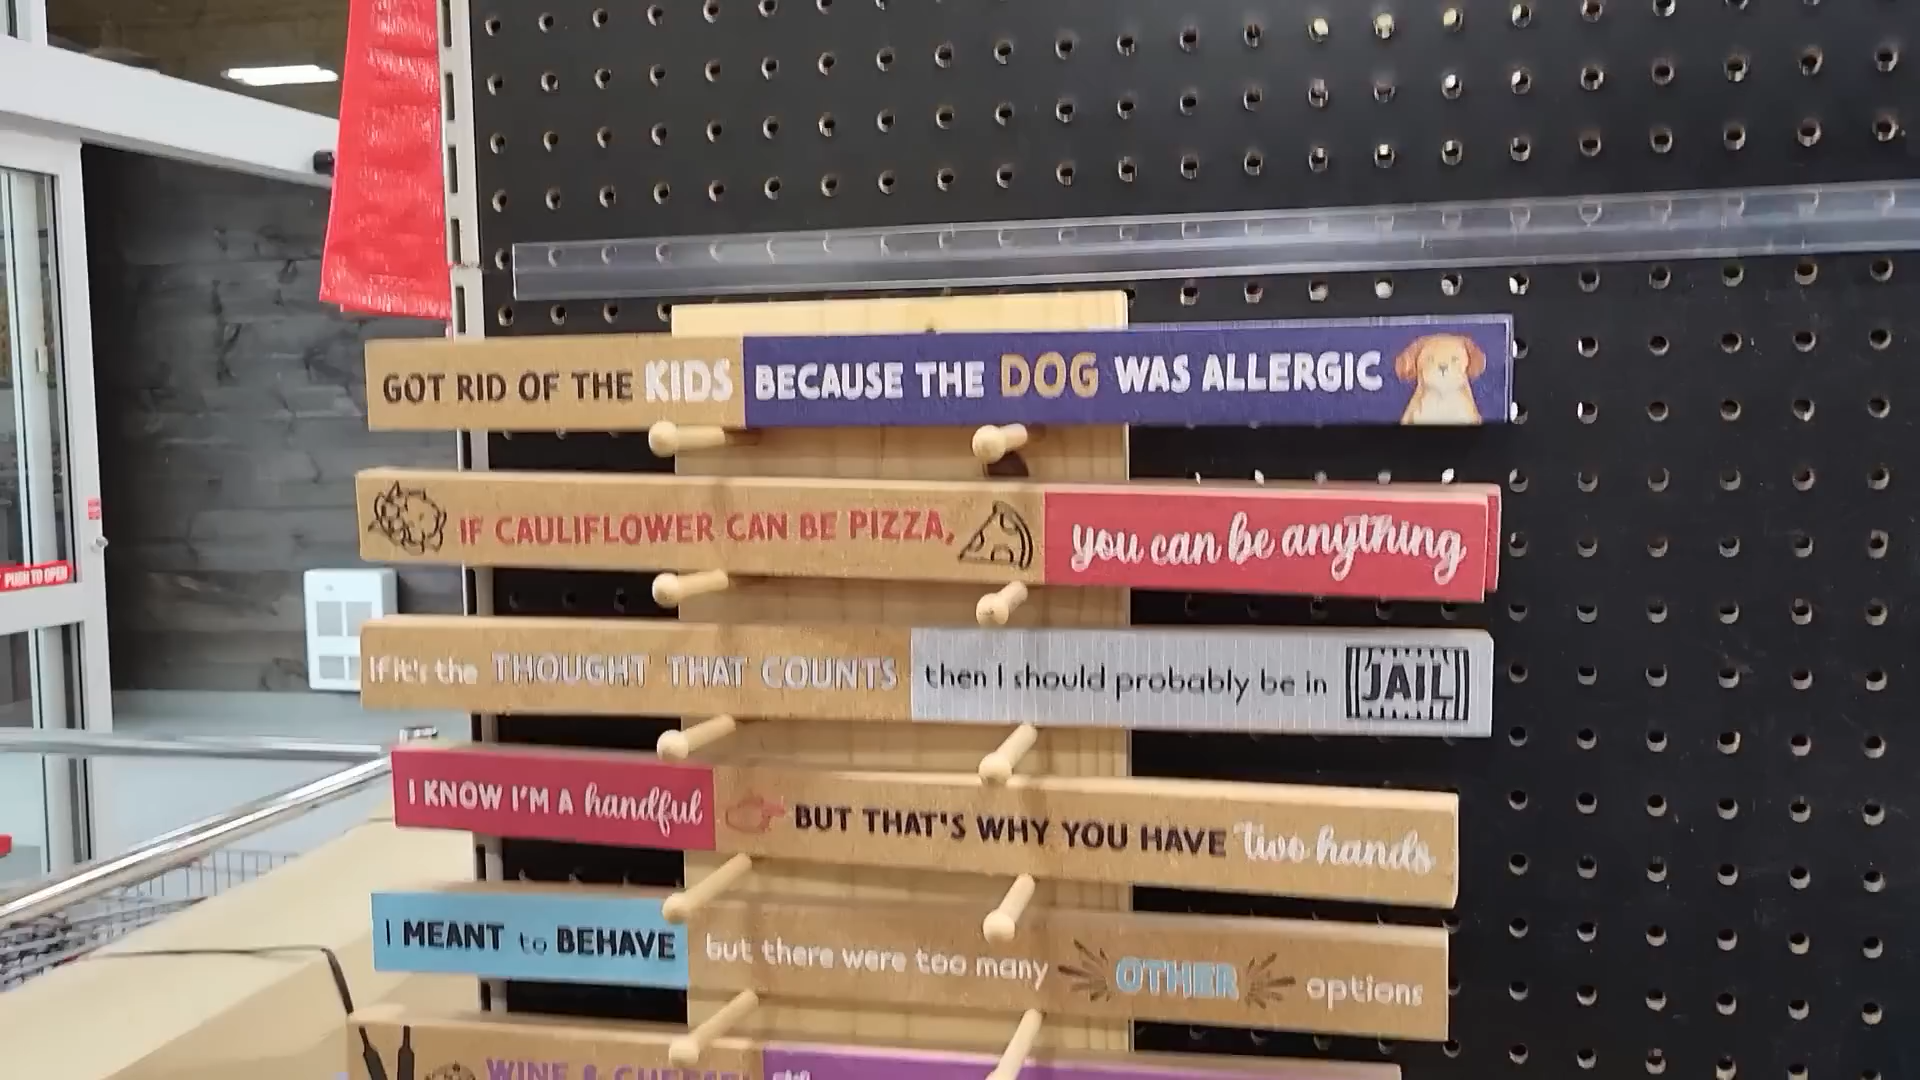 GOT RID OF THE KIDS BECAUSE THE DOG WAS ALLERGIC
IF CAULIFLOWER CAN BE PIZZA, you can be anything
If it's the THOUGHT THAT COUNTS then I should probably be in JAIL
I KNOW I'M A handful BUT THAT'S WHY YOU HAVE two hands
PUSH TO OPEN
I MEANT to BEHAVE but there were too many OTHER options
WINE & CHEESE